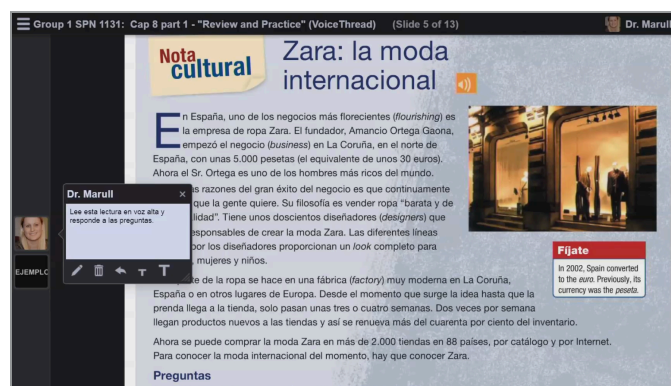 Group 1 SPN 1131: Cap 8 part 1 - "Review and Practice" (VoiceThread) (Slide 5 of 13)
Dr. Marull
Nota
cultural
Zara: la moda
internacional
En España, uno de los negocios más florecientes (flourishing) es
la empresa de ropa Zara. El fundador, Amancio Ortega Gaona,
empezó el negocio (business) en La Coruña, en el norte de
España, con unas 5.000 pesetas (el equivalente de unos 30 euros).
Ahora el Sr. Ortega es uno de los hombres más ricos del mundo.
as razones del gran éxito del negocio es que continuamente
que la gente quiere. Su filosofía es vender ropa "barata y de
alidad". Tiene unos doscientos diseñadores (designers) que
esponsables de crear la moda Zara. Las diferentes líneas
por los diseñadores proporcionan un look completo para
, mujeres y niños.
te de la ropa se hace en una fábrica (factory) muy moderna en La Coruña,
España o en otros lugares de Europa. Desde el momento que surge la idea hasta que la
prenda llega a la tienda, solo pasan unas tres o cuatro semanas. Dos veces por semana
llegan productos nuevos a las tiendas y así se renueva más del cuarenta por ciento del inventario.
Ahora se puede comprar la moda Zara en más de 2.000 tiendas en 88 países, por catálogo y por Internet.
Para conocer la moda internacional del momento, hay que conocer Zara.
Preguntas
Dr. Marull ×
Lee esta lectura en voz alta y
responde a las preguntas.
T T
EJEMPLO
Fíjate
In 2002, Spain converted
to the euro. Previously, its
currency was the peseta.